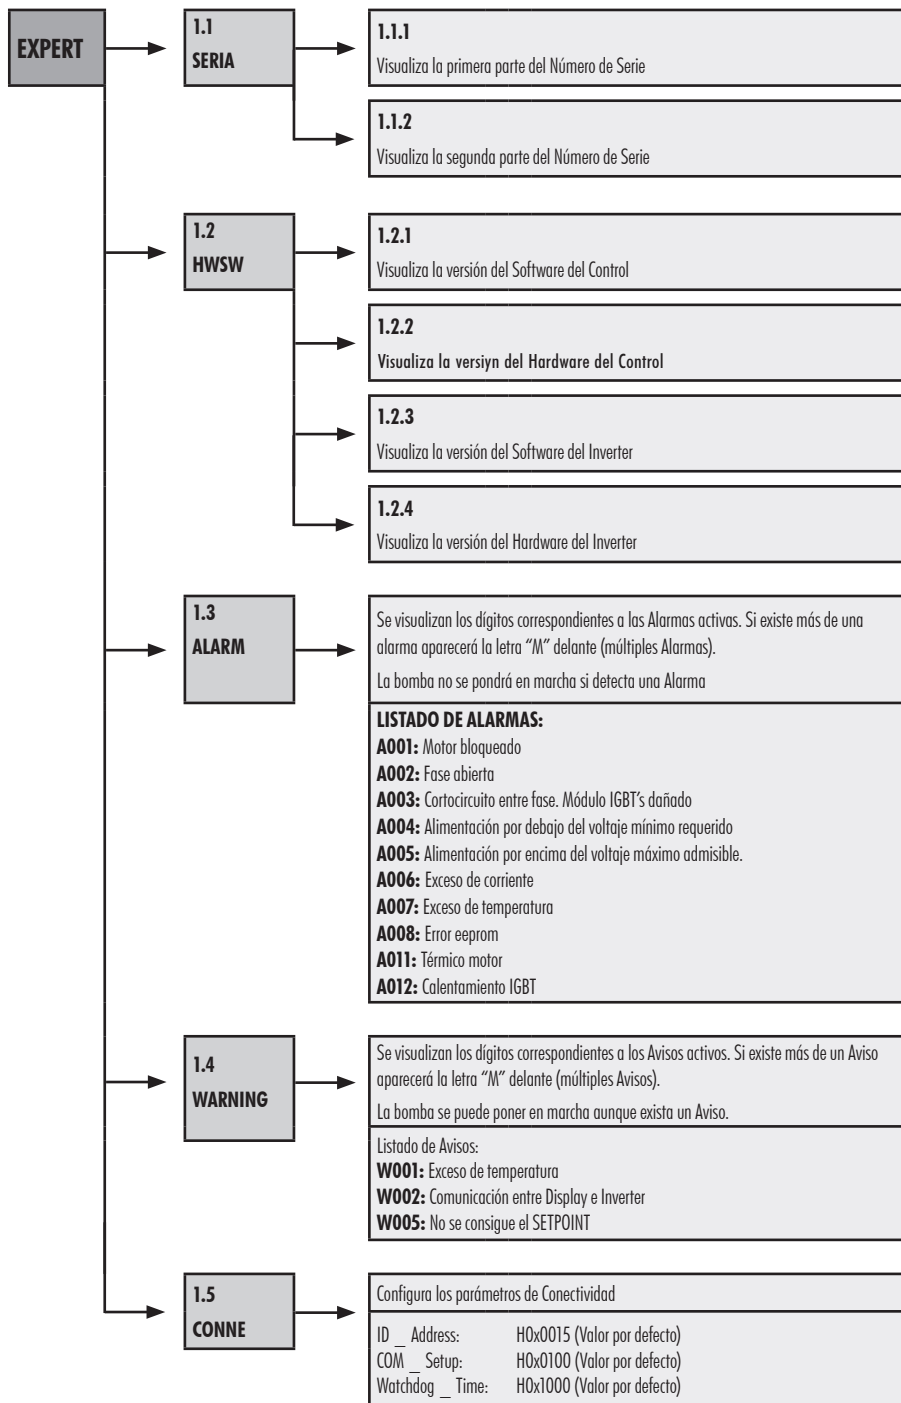 EXPERT
1.1
SERIA
1.1.1
Visualiza la primera parte del Número de Serie
1.1.2
Visualiza la segunda parte del Número de Serie
1.2
HWSW
1.2.1
Visualiza la versión del Software del Control
1.2.2
Visualiza la versiyn del Hardware del Control
1.2.3
Visualiza la versión del Software del Inverter
1.2.4
Visualiza la versión del Hardware del Inverter
1.3
ALARM
Se visualizan los dígitos correspondientes a las Alarmas activas. Si existe más de una
alarma aparecerá la letra “M” delante (múltiples Alarmas).
La bomba no se pondrá en marcha si detecta una Alarma
LISTADO DE ALARMAS:
A001: Motor bloqueado
A002: Fase abierta
A003: Cortocircuito entre fase. Módulo IGBT’s dañado
A004: Alimentación por debajo del voltaje mínimo requerido
A005: Alimentación por encima del voltaje máximo admisible.
A006: Exceso de corriente
A007: Exceso de temperatura
A008: Error eeprom
A011: Térmico motor
A012: Calentamiento IGBT
1.4
WARNING
Se visualizan los dígitos correspondientes a los Avisos activos. Si existe más de un Aviso
aparecerá la letra “M” delante (múltiples Avisos).
La bomba se puede poner en marcha aunque exista un Aviso.
Listado de Avisos:
W001: Exceso de temperatura
W002: Comunicación entre Display e Inverter
W005: No se consigue el SETPOINT
1.5
CONNE
Configura los parámetros de Conectividad
ID _ Address: H0x0015 (Valor por defecto)
COM _ Setup: H0x0100 (Valor por defecto)
Watchdog _ Time: H0x1000 (Valor por defecto)